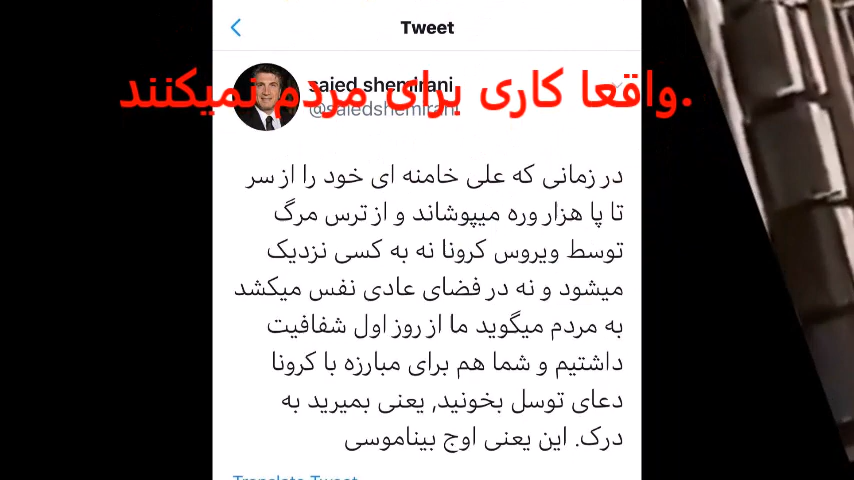 Tweet
saied shemirani
@saiedshemirani
واقعا کاری برای مردم نمیکنند.
در زمانی که علی خامنه ای خود را از سر
تا پا هزار وره میپوشاند و از ترس مرگ
توسط ویروس کرونا نه به کسی نزدیک
میشود و نه در فضای عادی نفس میکشد
به مردم میگوید ما از روز اول شفافیت
داشتیم و شما هم برای مبارزه با کرونا
دعای توسل بخونید, یعنی بمیرید به
درک. این یعنی اوج بیناموسی
Translate Tweet